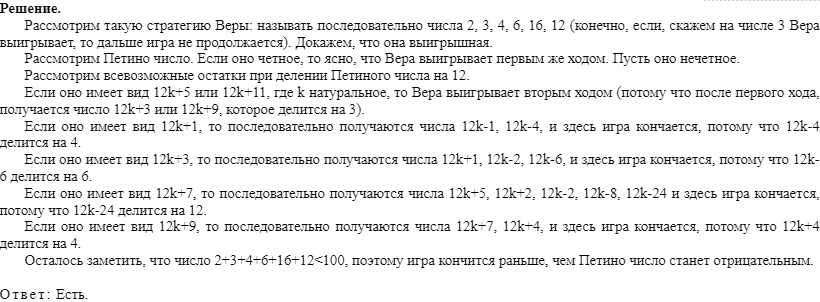 Решение.
Рассмотрим такую стратегию Веры: называть последовательно числа 2, 3, 4, 6, 16, 12 (конечно, если, скажем на числе 3 Вера
выигрывает, то дальше игра не продолжается). Докажем, что она выигрышная.
Рассмотрим Петино число. Если оно четное, то ясно, что Вера выигрывает первым же ходом. Пусть оно нечетное.
Рассмотрим всевозможные остатки при делении Петиного числа на 12.
Если оно имеет вид 12k+5 или 12k+11, где k натуральное, то Вера выигрывает вторым ходом (потому что после первого хода,
получается число 12k+3 или 12k+9, которое делится на 3).
Если оно имеет вид 12k+1, то последовательно получаются числа 12k-1, 12k-4, и здесь игра кончается, потому что 12k-4
делится на 4.
Если оно имеет вид 12k+3, то последовательно получаются числа 12k+1, 12k-2, 12k-6, и здесь игра кончается, потому что 12k-
6 делится на 6.
Если оно имеет вид 12k+7, то последовательно получаются числа 12k+5, 12k+2, 12k-2, 12k-8, 12k-24 и здесь игра кончается,
потому что 12k-24 делится на 12.
Если оно имеет вид 12k+9, то последовательно получаются числа 12k+7, 12k+4, и здесь игра кончается, потому что 12k+4
делится на 4.
Осталось заметить, что число 2+3+4+6+16+12<100, поэтому игра кончится раньше, чем Петино число станет отрицательным.
Ответ: Есть.